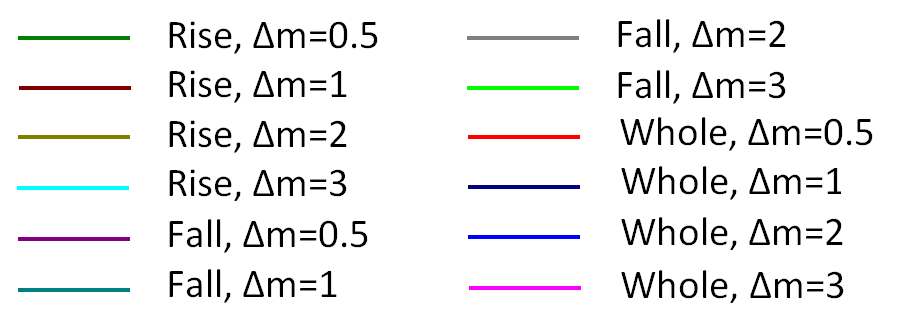 Rise, Δm=0.5
Rise, Δm=1
Rise, Δm=2
Rise, Δm=3
Fall, Δm=0.5
Fall, Δm=1
Fall, Δm=2
Fall, Δm=3
Whole, Δm=0.5
Whole, Δm=1
Whole, Δm=2
Whole, Δm=3